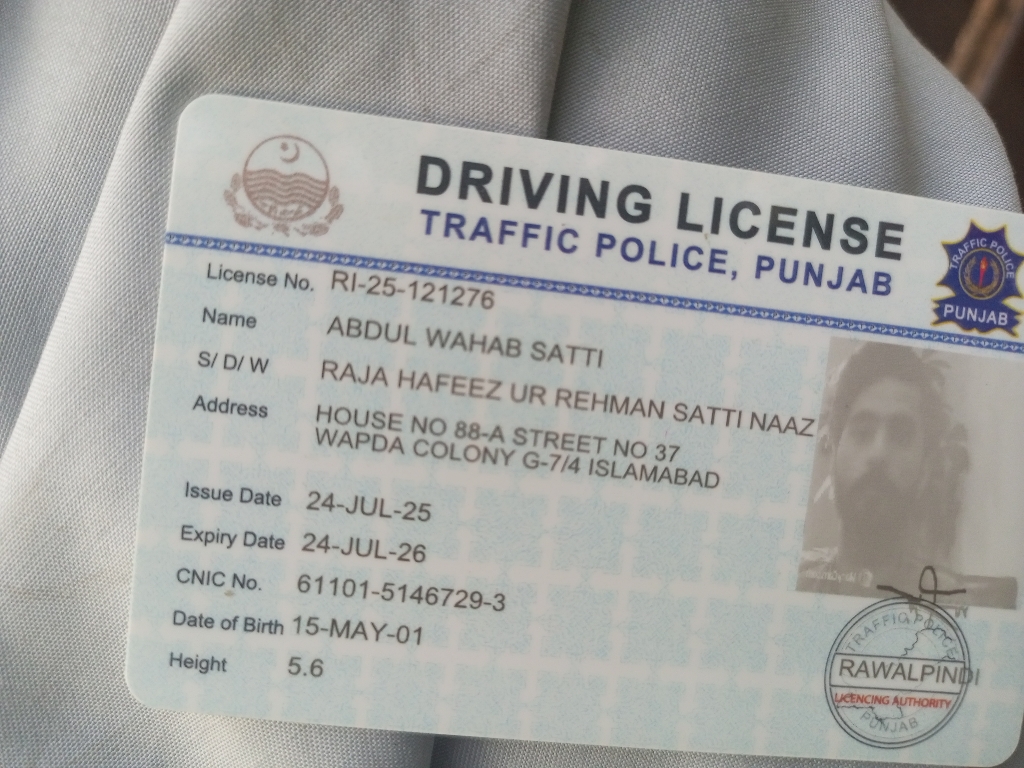 DRIVING LICENSE
TRAFFIC POLICE, PUNJAB
TRAFFIC POLICE
PUNJAB
License No. RI-25-121276
Name ABDUL WAHAB SATTI
S/ D/ W RAJA HAFEEZ UR REHMAN SATTI NAAZ
Address HOUSE NO 88-A STREET NO 37
WAPDA COLONY G-7/4 ISLAMABAD
Issue Date 24-JUL-25
Expiry Date 24-JUL-26
CNIC No. 61101-5146729-3
Date of Birth 15-MAY-01
Height 5.6
TRAFFIC POLICE
RAWALPINDI
LICENCING AUTHORITY
PUNJAB